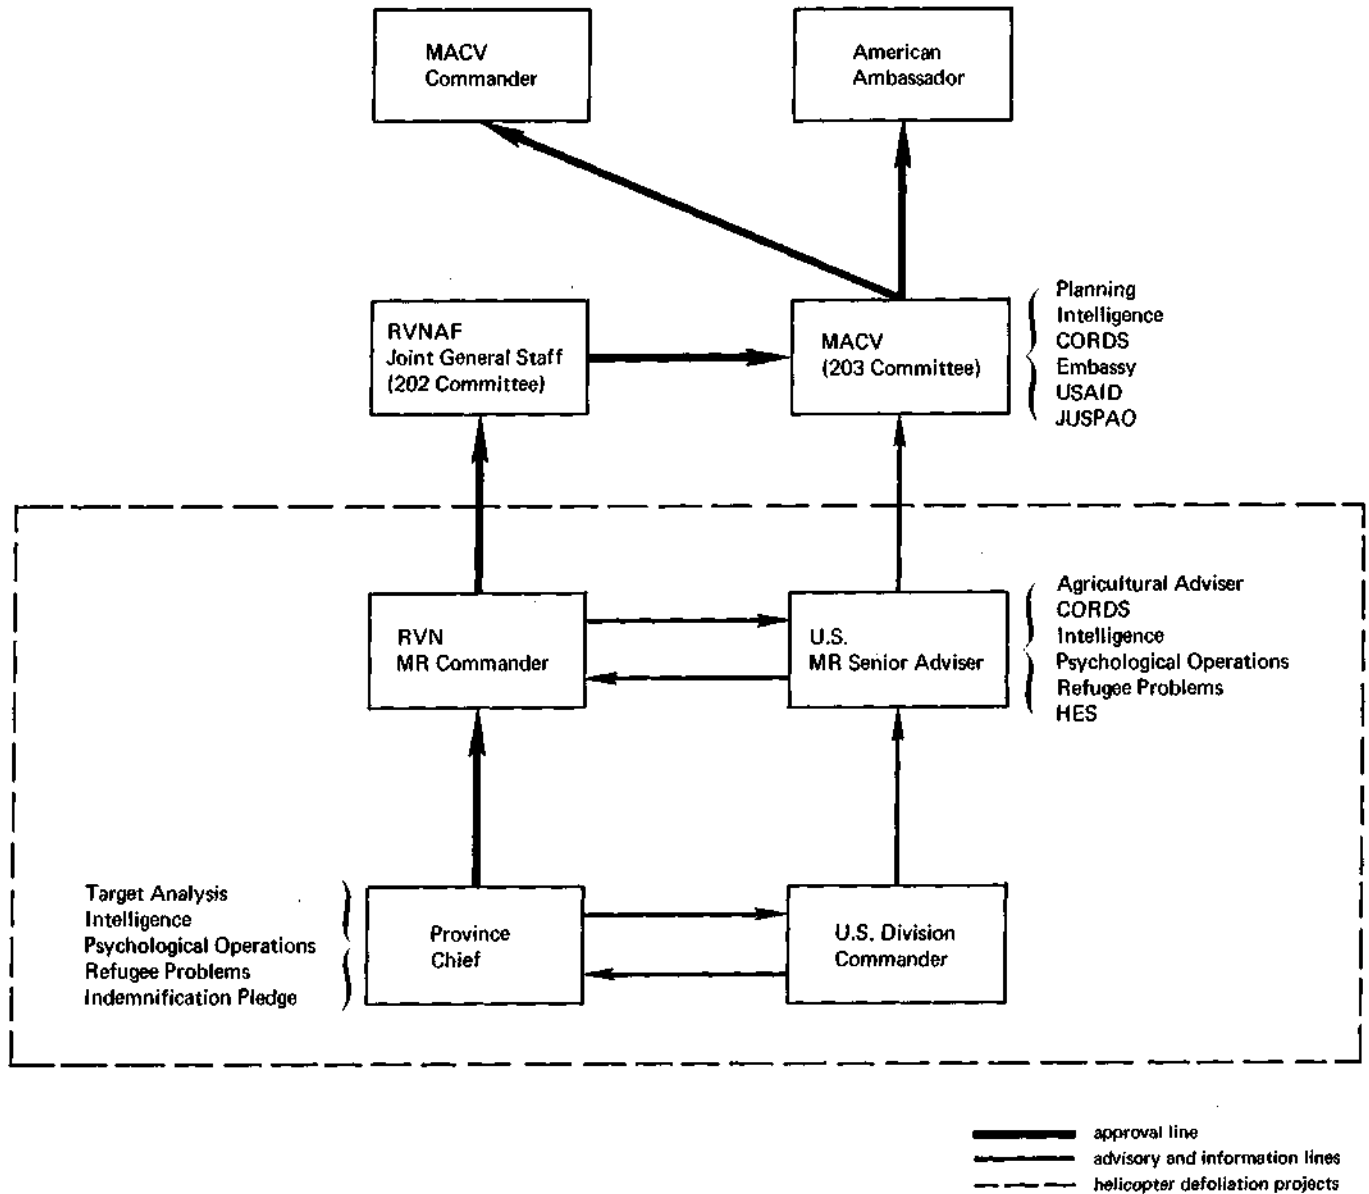 MACV
Commander
American
Ambassador
RVNAF
Joint General Staff
(202 Committee)
MACV
(203 Committee)
Planning
Intelligence
CORDS
Embassy
USAID
JUSPAO
RVN
MR Commander
U.S.
MR Senior Adviser
Agricultural Adviser
CORDS
Intelligence
Psychological Operations
Refugee Problems
HES
Target Analysis
Intelligence
Psychological Operations
Refugee Problems
Indemnification Pledge
Province
Chief
U.S. Division
Commander
approval line
advisory and information lines
helicopter defoliation projects